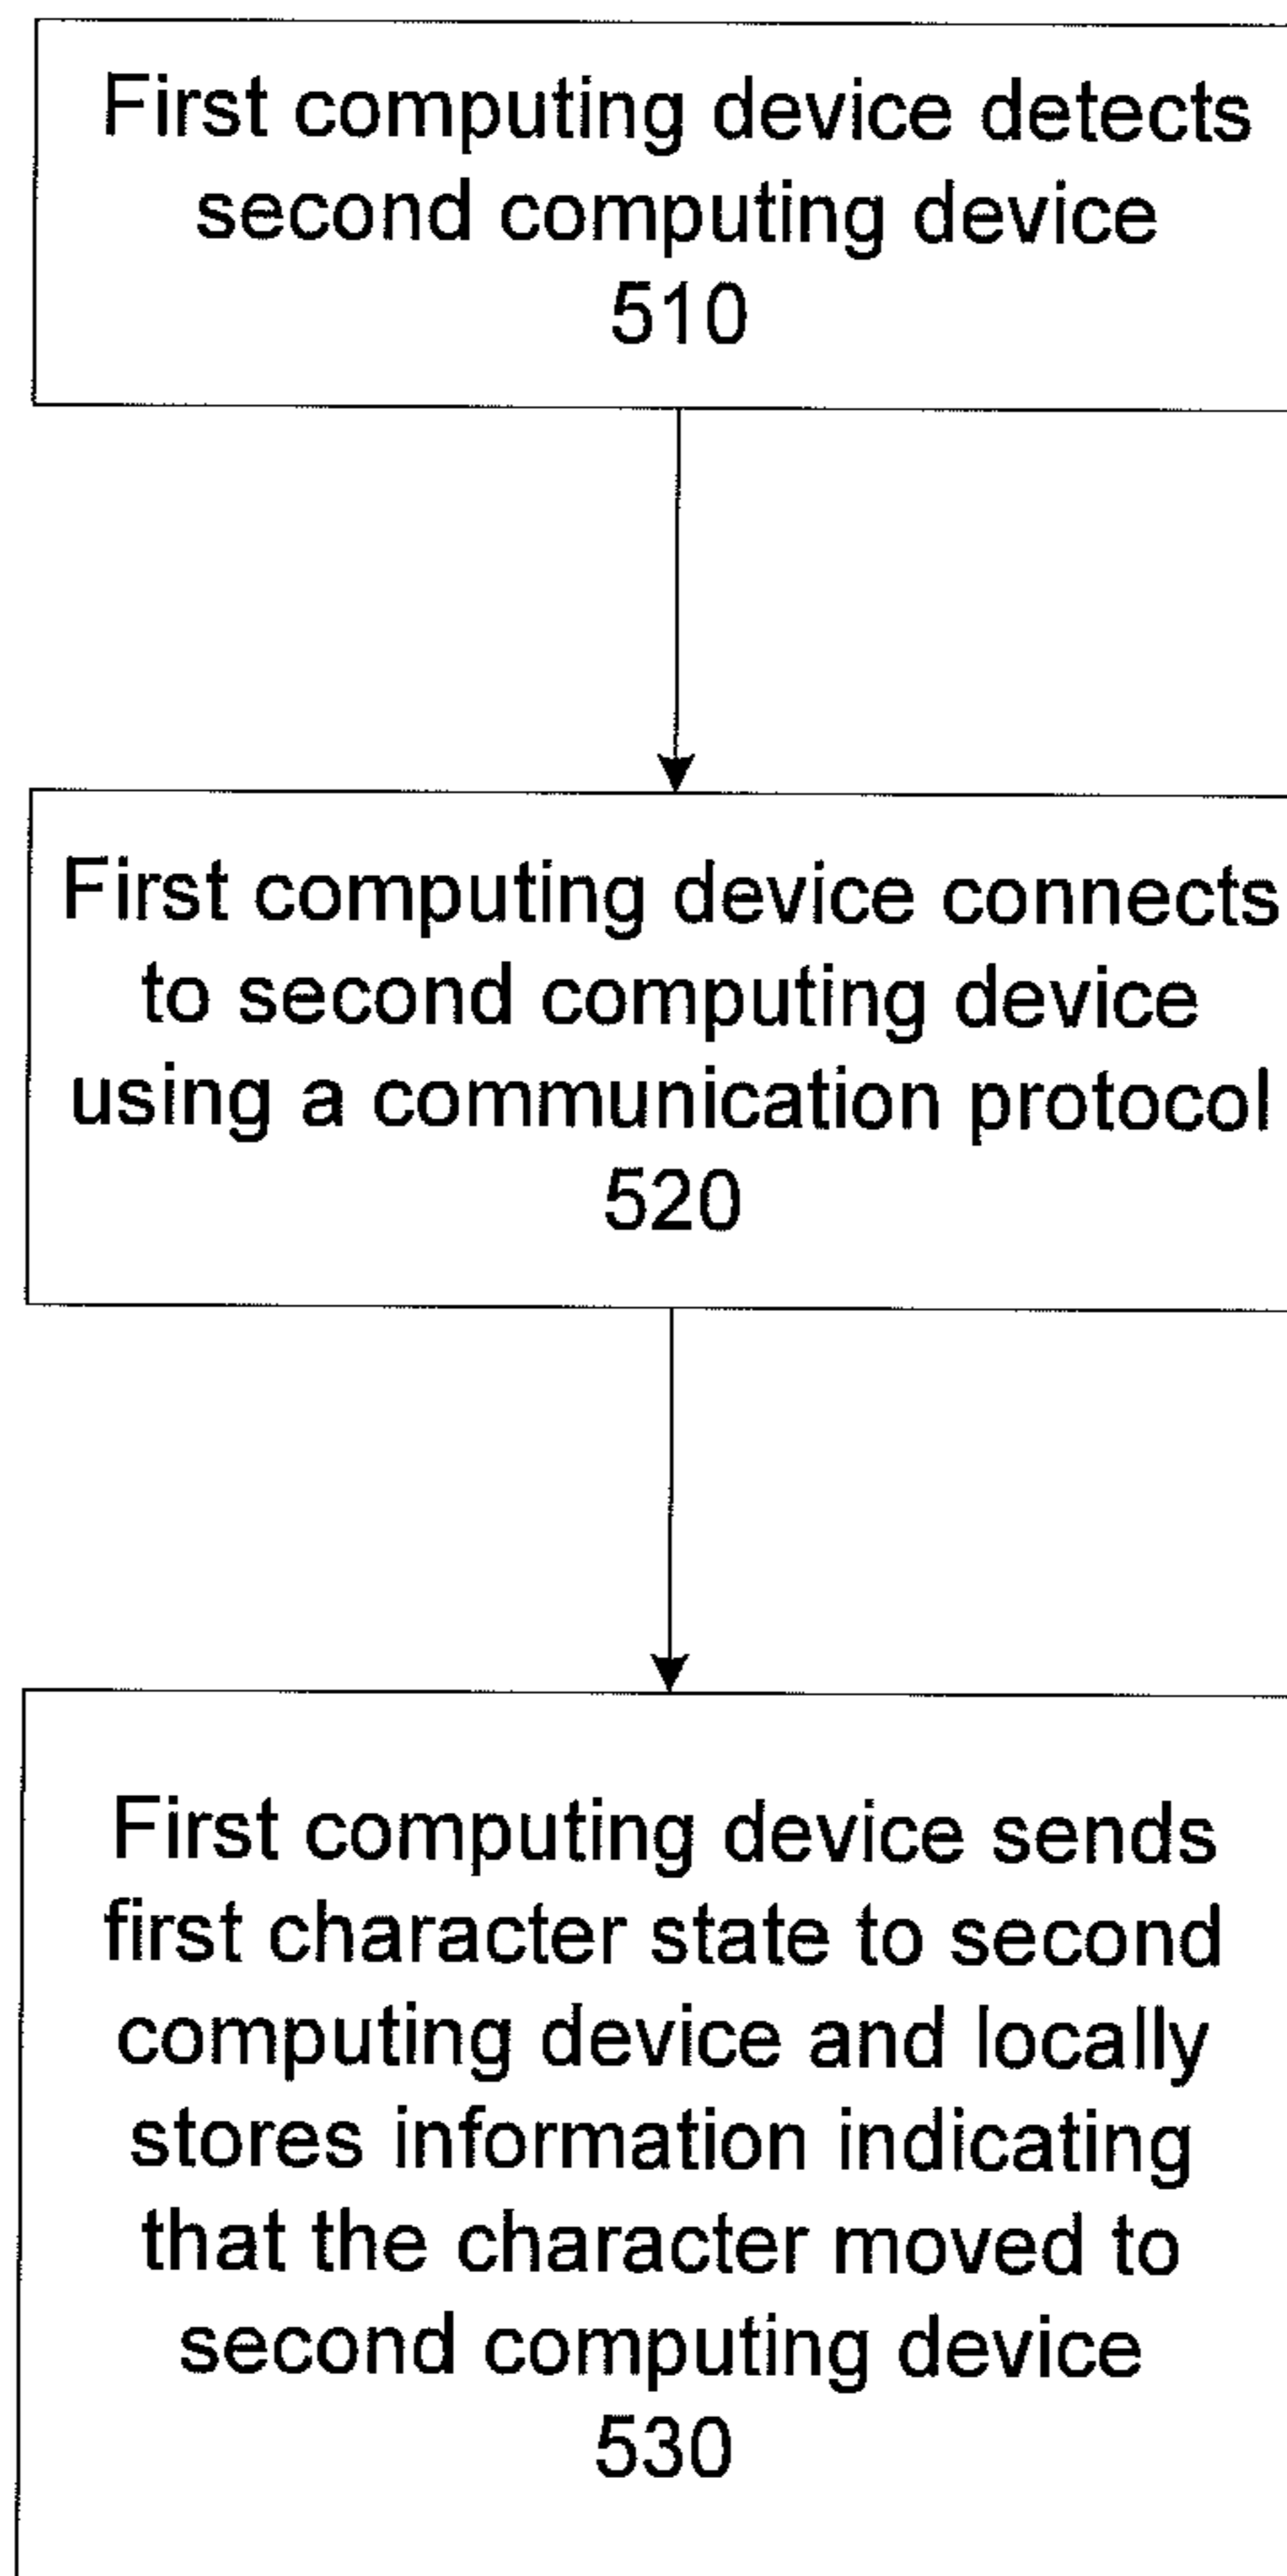 First computing device detects
second computing device
510
First computing device connects
to second computing device
using a communication protocol
520
First computing device sends
first character state to second
computing device and locally
stores information indicating
that the character moved to
second computing device
530